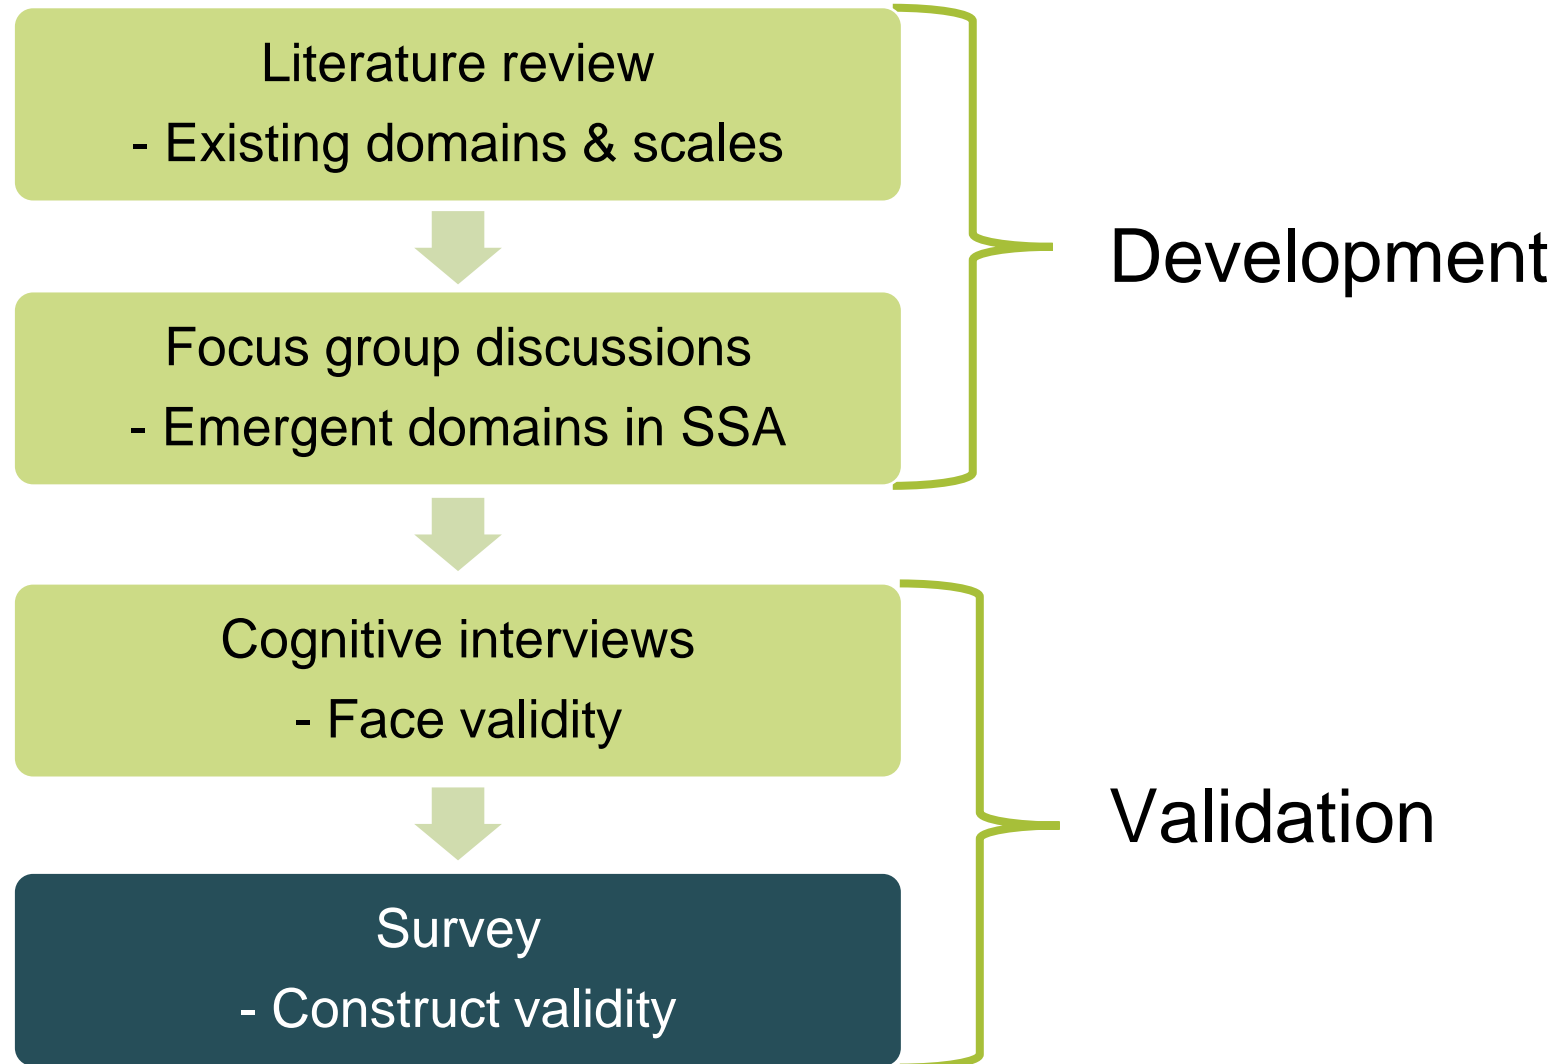 Literature review
- Existing domains & scales
Development
Focus group discussions
- Emergent domains in SSA
Cognitive interviews
- Face validity
Validation
Survey
- Construct validity